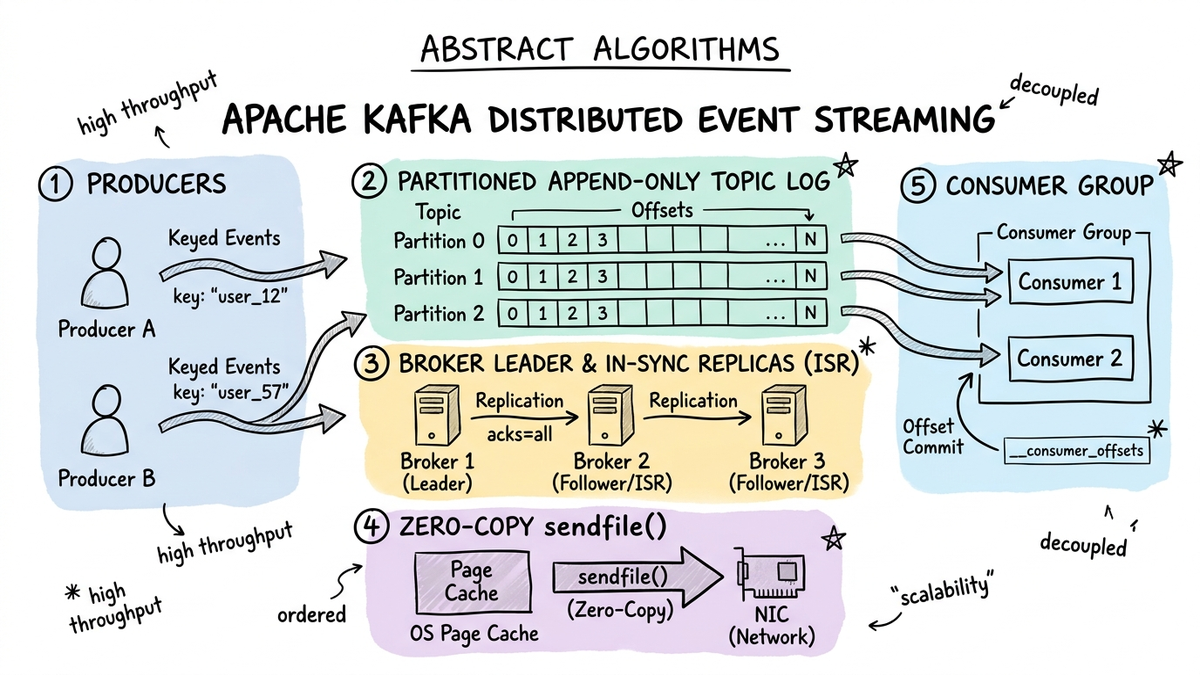 ABSTRACT ALGORITHMS
high throughput
decoupled
APACHE KAFKA DISTRIBUTED EVENT STREAMING
1 PRODUCERS
Keyed Events
key: "user_12"
Producer A
Keyed Events
key: "user_57"
Producer B
high throughput
* high
throughput
2 PARTITIONED APPEND-ONLY TOPIC LOG
Topic
Offsets
Partition 0 0 1 2 3 ... N
Partition 1 0 1 2 3 ... N
Partition 2 0 1 2 3 ... N
3 BROKER LEADER & IN-SYNC REPLICAS (ISR)*
Replication
acks=all
Replication
Broker 1
(Leader)
Broker 2
(Follower/ISR)
Broker 3
(Follower/ISR)
4 ZERO-COPY sendfile()
Page
Cache
OS Page Cache
sendfile()
(Zero-Copy)
NIC
(Network)
ordered
5 CONSUMER GROUP
Consumer Group
Consumer 1
Consumer 2
Offset
Commit
__consumer_offsets *
decoupled
"scalability"